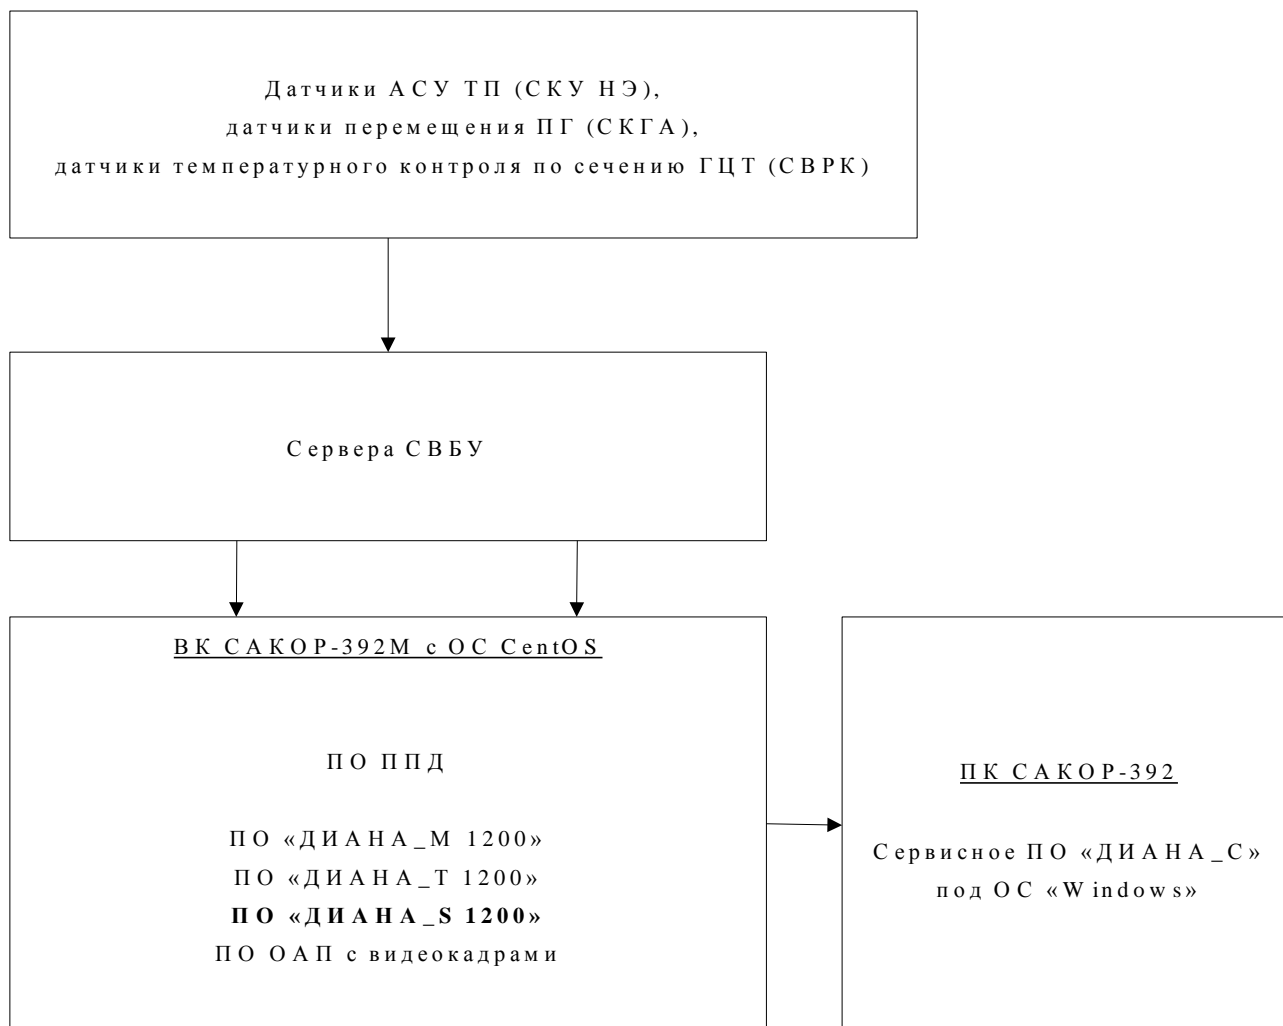 Датчики АСУ ТП (СКУ НЭ),
датчики перемещения ПГ (СКГА),
датчики температурного контроля по сечению ГЦТ (СВРК)
Сервера СВБУ
ВК САКОР-392М с ОС CentOS
ПО ППД
ПО «ДИАНА_М 1200»
ПО «ДИАНА_Т 1200»
ПО «ДИАНА_S 1200»
ПО ОАП с видеокадрами
ПК САКОР-392
Сервисное ПО «ДИАНА_С»
под ОС «Windows»